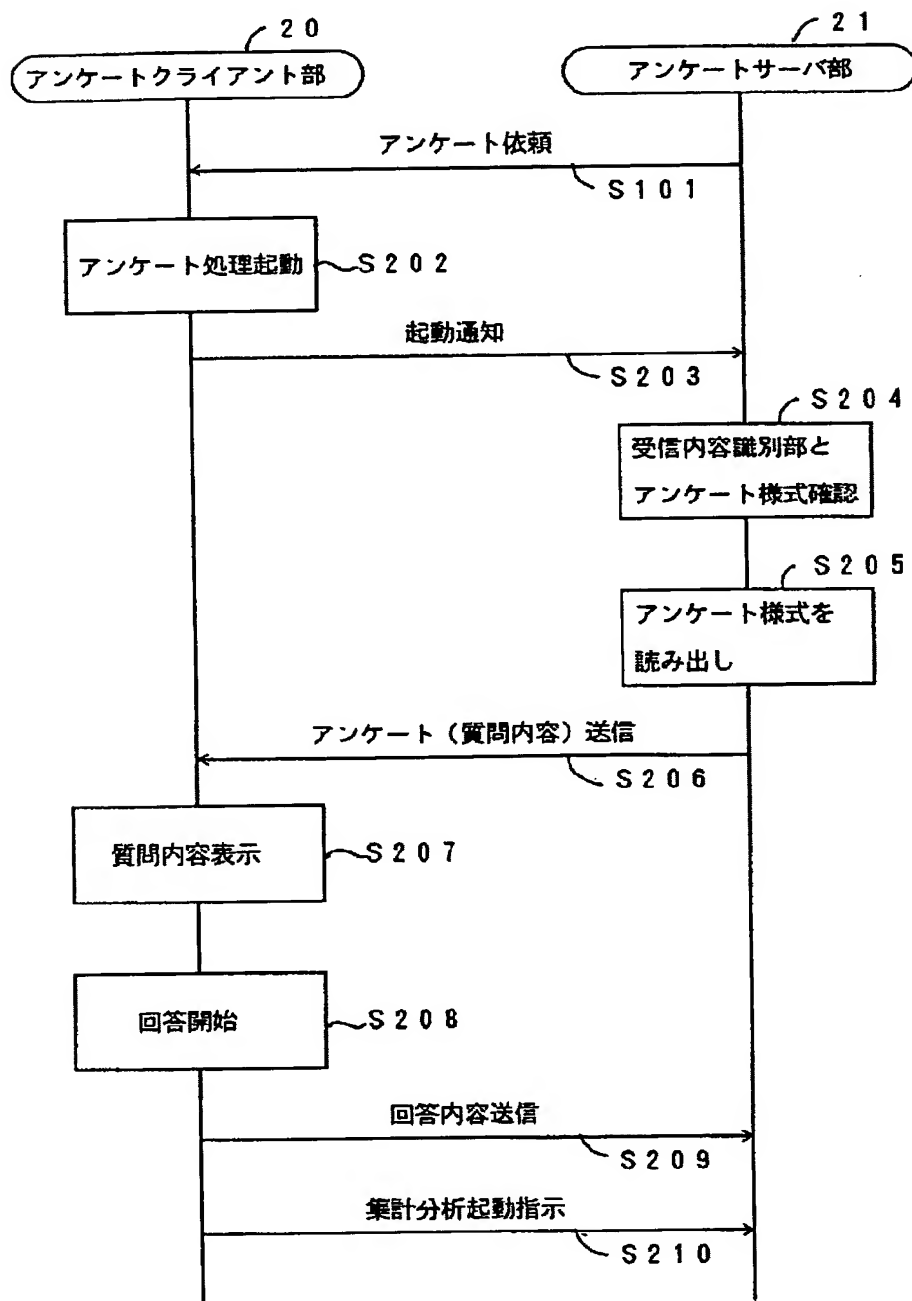 20
アンケートクライアント部
21
アンケートサーバ部
アンケート依頼
S101
アンケート処理起動
S202
起動通知
S203
S204
受信内容識別部と
アンケート様式確認
S205
アンケート様式を
読み出し
アンケート（質問内容）送信
S206
質問内容表示
S207
回答開始
S208
回答内容送信
S209
集計分析起動指示
S210